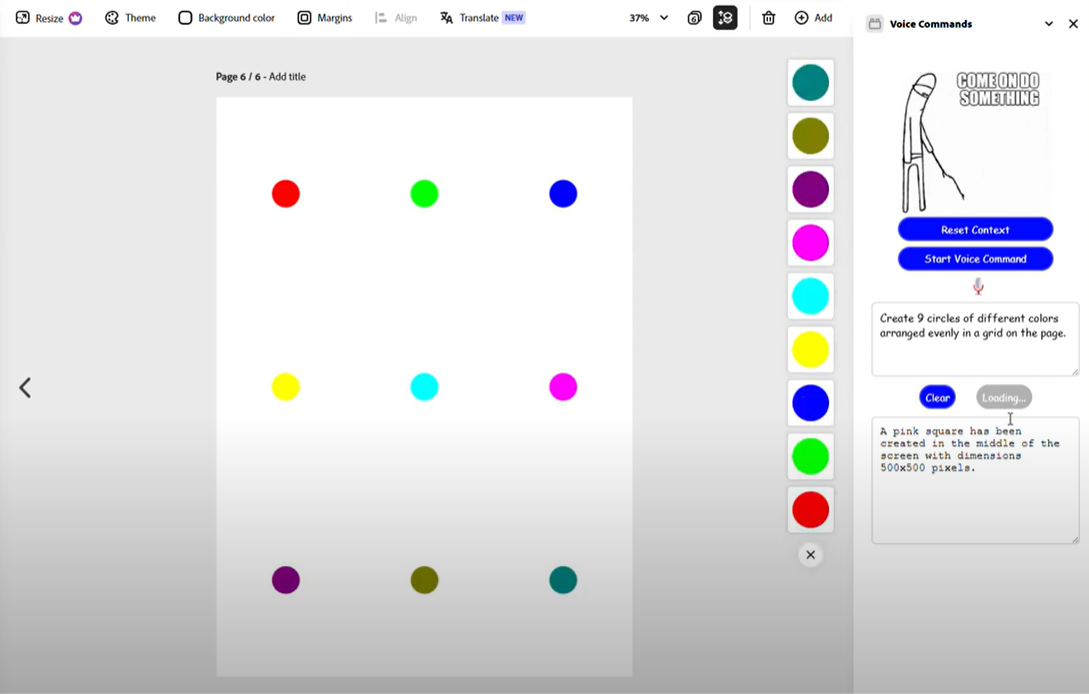 Resize
Theme
Background color
Margins
Align
Translate NEW
37%
6
Add
Voice Commands
Page 6 / 6 - Add title
COME ON DO
SOMETHING
Reset Context
Start Voice Command
Create 9 circles of different colors
arranged evenly in a grid on the page.
Clear
Loading...
A pink square has been
created in the middle of the
screen with dimensions
500x500 pixels.